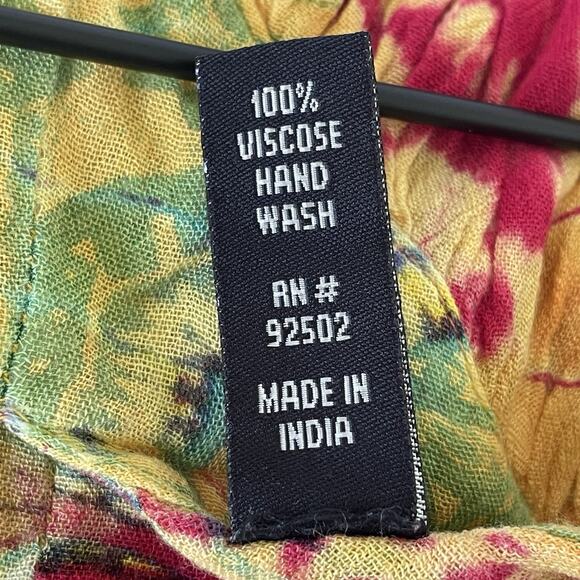 100%
VISCOSE
HAND
WASH
RN #
92502
MADE IN
INDIA